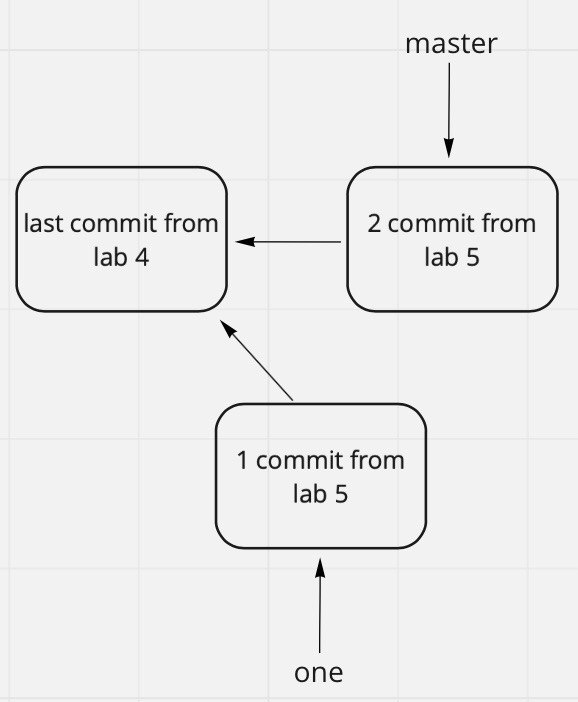 master
last commit from
lab 4
2 commit from
lab 5
1 commit from
lab 5
one